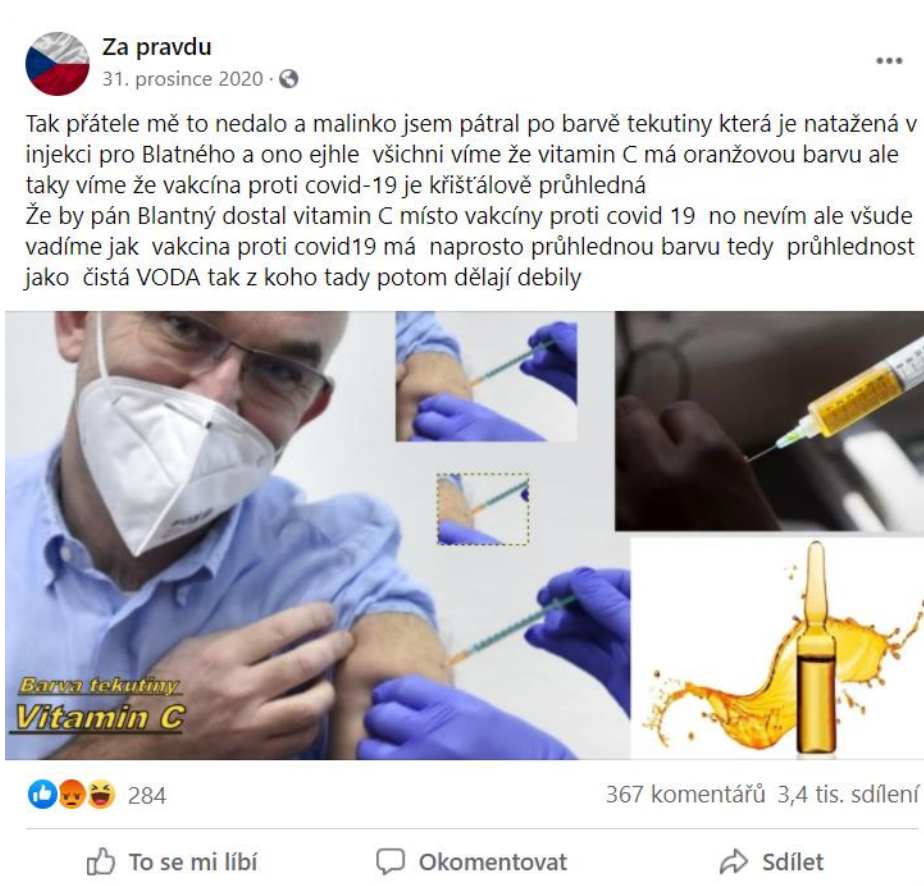 Za pravdu
31. prosince 2020 ·
Tak přátele mě to nedalo a malinko jsem pátral po barvě tekutiny která je natažená v
injekci pro Blatného a ono ejhle všichni víme že vitamin C má oranžovou barvu ale
taky víme že vakcína proti covid-19 je křišťálově průhledná
Že by pán Blantný dostal vitamin C místo vakcíny proti covid 19 no nevím ale všude
vadíme jak vakcina proti covid19 má naprosto průhlednou barvu tedy průhlednost
jako čistá VODA tak z koho tady potom dělají debily
Barva tekutiny
Vitamin C
284
367 komentářů 3,4 tis. sdílení
To se mi líbí
Okomentovat
Sdílet